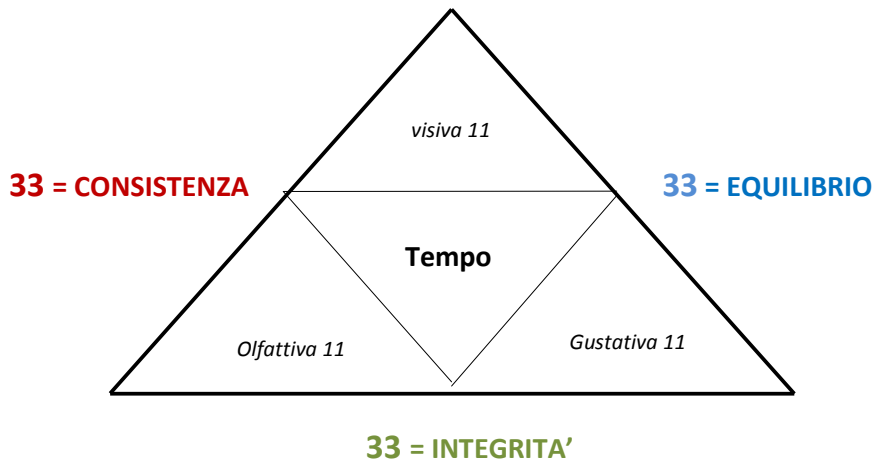 visiva 11
33 = CONSISTENZA
33 = EQUILIBRIO
Tempo
Olfattiva 11
Gustativa 11
33 = INTEGRITA’